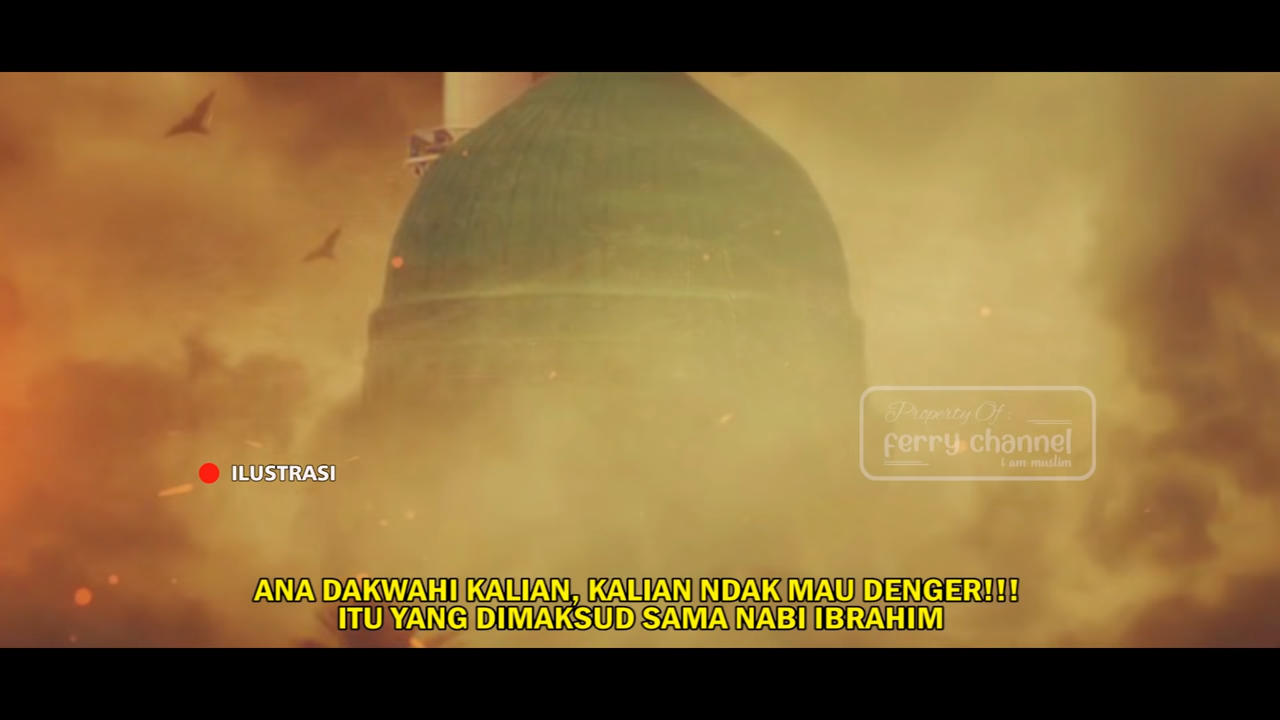 Property Of :
ferry channel
i am muslim
ILUSTRASI
ANA DAKWAHI KALIAN, KALIAN NDAK MAU DENGER!!!
ITU YANG DIMAKSUD SAMA NABI IBRAHIM